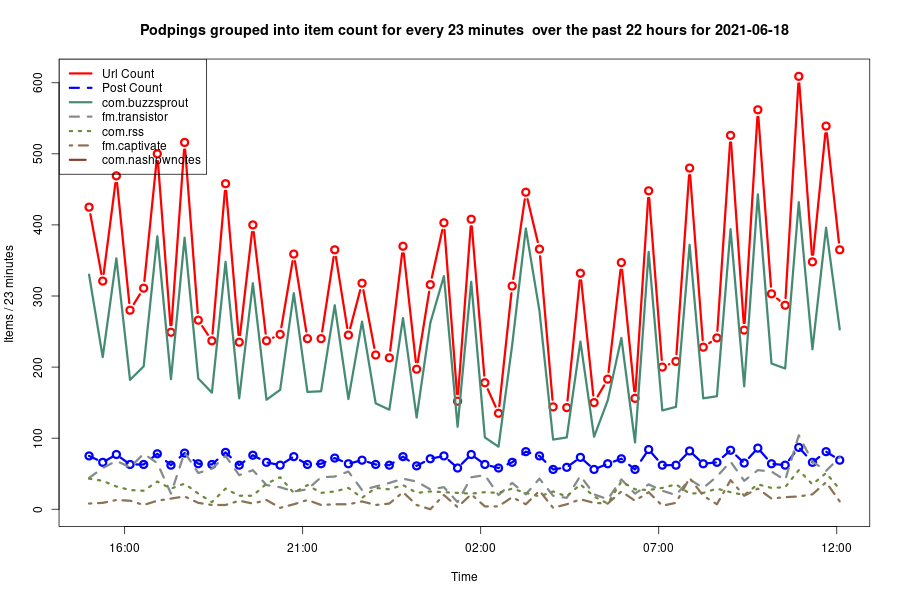 Podpings grouped into item count for every 23 minutes  over the past 22 hours for 2021-06-18
Url Count
Post Count
com.buzzsprout
fm.transistor
com.rss
fm.captivate
com.nashownotes
Items / 23 minutes
600
500
400
300
200
100
0
16:00
21:00
02:00
07:00
12:00
Time